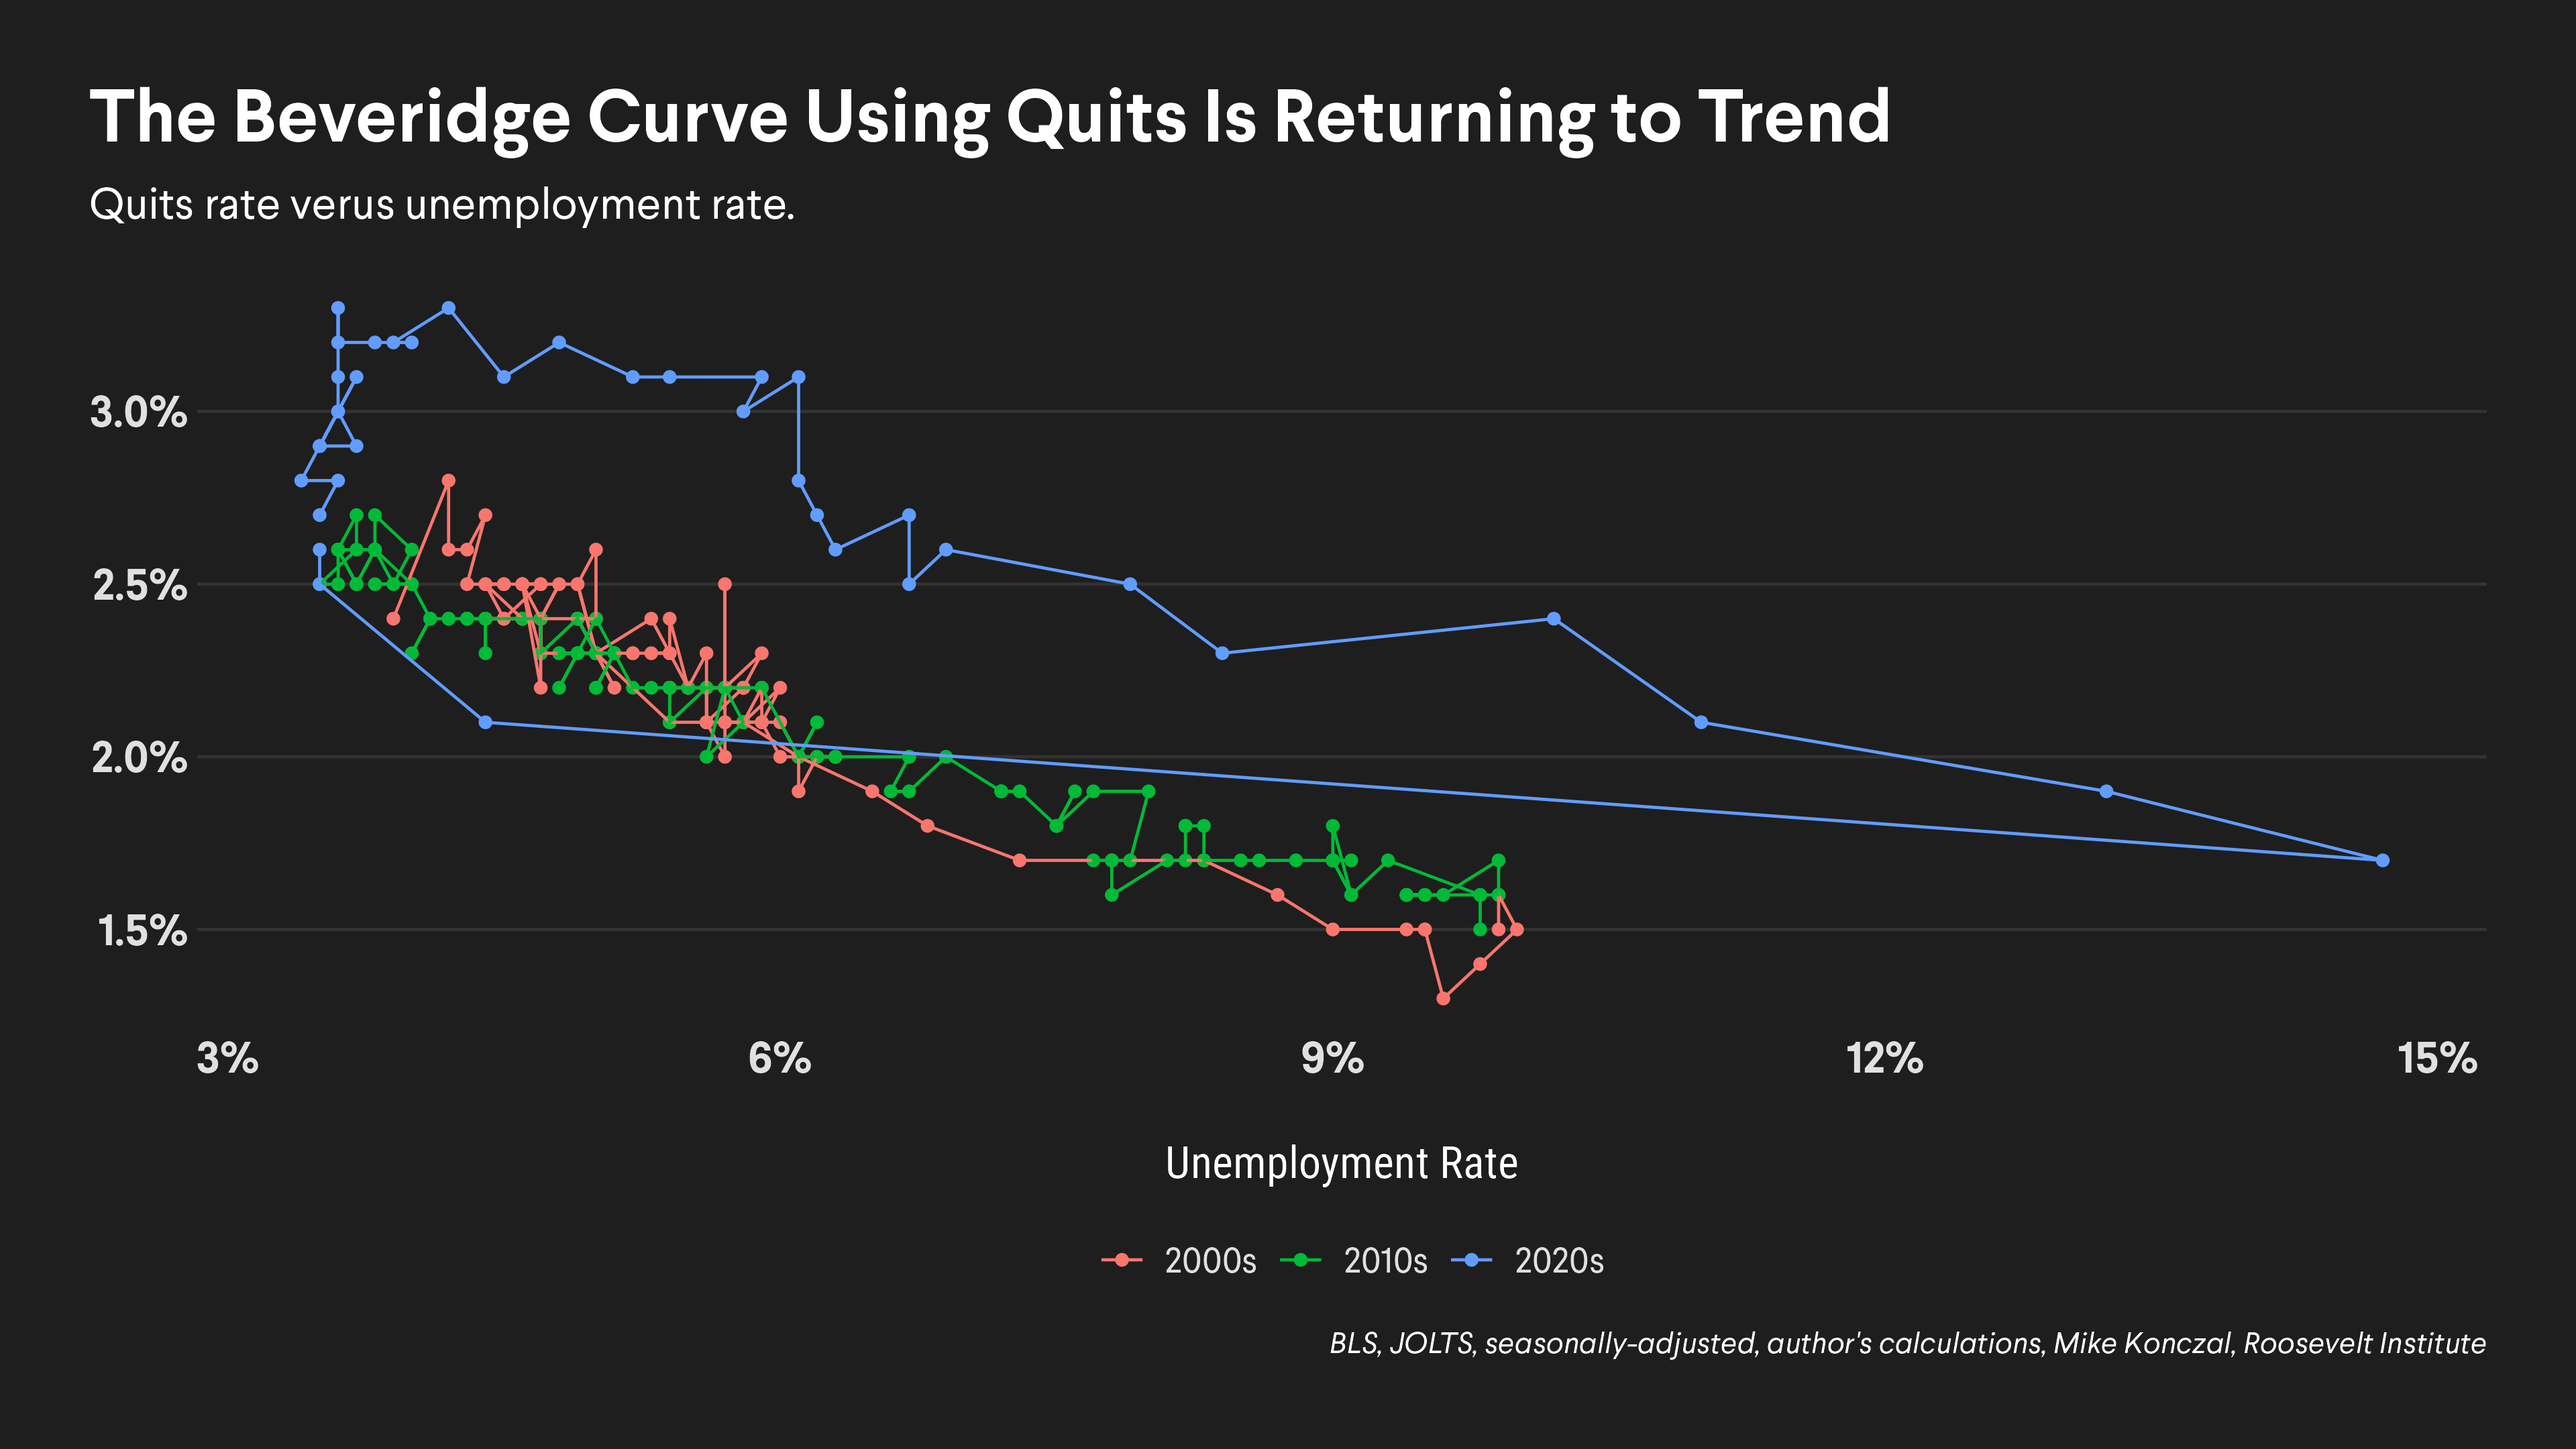 The Beveridge Curve Using Quits Is Returning to Trend
Quits rate verus unemployment rate.
3.0%
2.5%
2.0%
1.5%
3% 6% 9% 12% 15%
Unemployment Rate
2000s 2010s 2020s
BLS, JOLTS, seasonally-adjusted, author's calculations, Mike Konczal, Roosevelt Institute